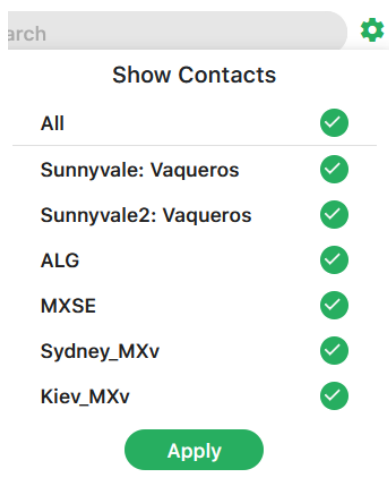 arch
Show Contacts
All
Sunnyvale: Vaqueros
Sunnyvale2: Vaqueros
ALG
MXSE
Sydney_MXv
Kiev_MXv
Apply